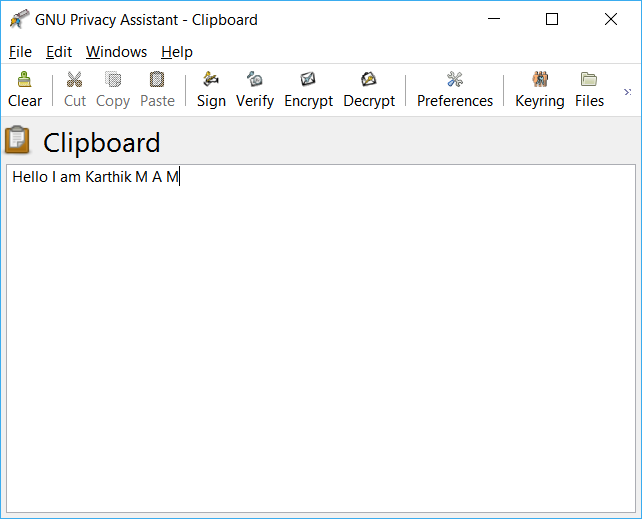 GNU Privacy Assistant - Clipboard
File Edit Windows Help
Clear Cut Copy Paste Sign Verify Encrypt Decrypt Preferences Keyring Files
Clipboard
Hello I am Karthik M A M